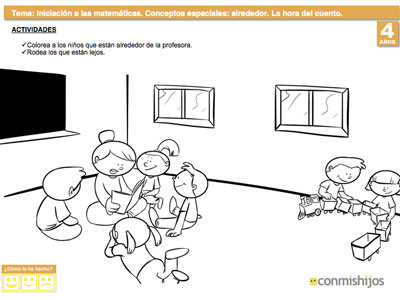 Tema: iniciación a las matemáticas. Conceptos espaciales: alrededor. La hora del cuento.
4
AÑOS
ACTIVIDADES
✓Colorea a los niños que están alrededor de la profesora.
✓Rodea los que están lejos.
¿Cómo lo he hecho?
conmishijos